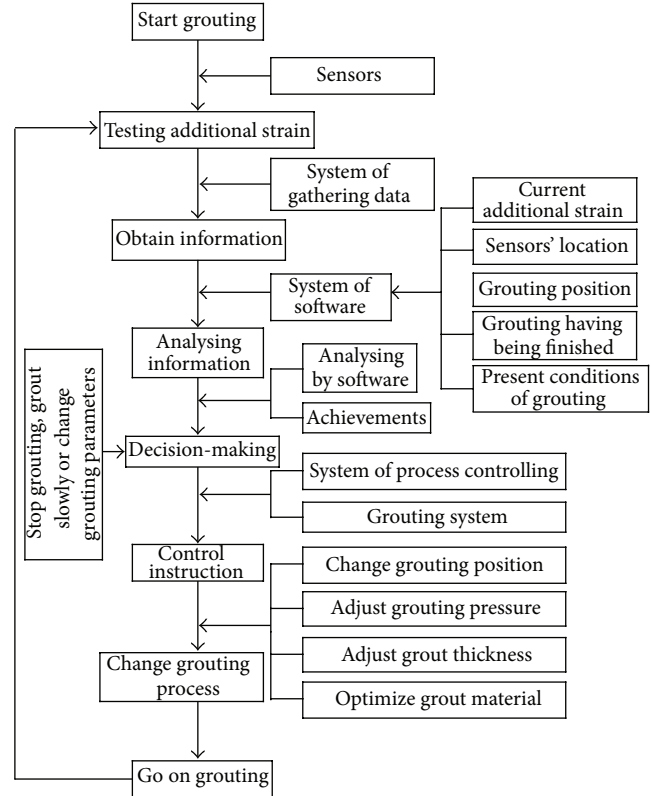 Start grouting
Sensors
Testing additional strain
System of
gathering data
Current
additional strain
Obtain information
Sensors' location
System of
software
Grouting position
Analysing
information
Grouting having
being finished
Analysing
by software
Present conditions
of grouting
Achievements
Stop grouting, grout
slowly or change
grouting parameters
Decision-making
System of process controlling
Grouting system
Control
instruction
Change grouting position
Adjust grouting pressure
Change grouting
process
Adjust grout thickness
Optimize grout material
Go on grouting